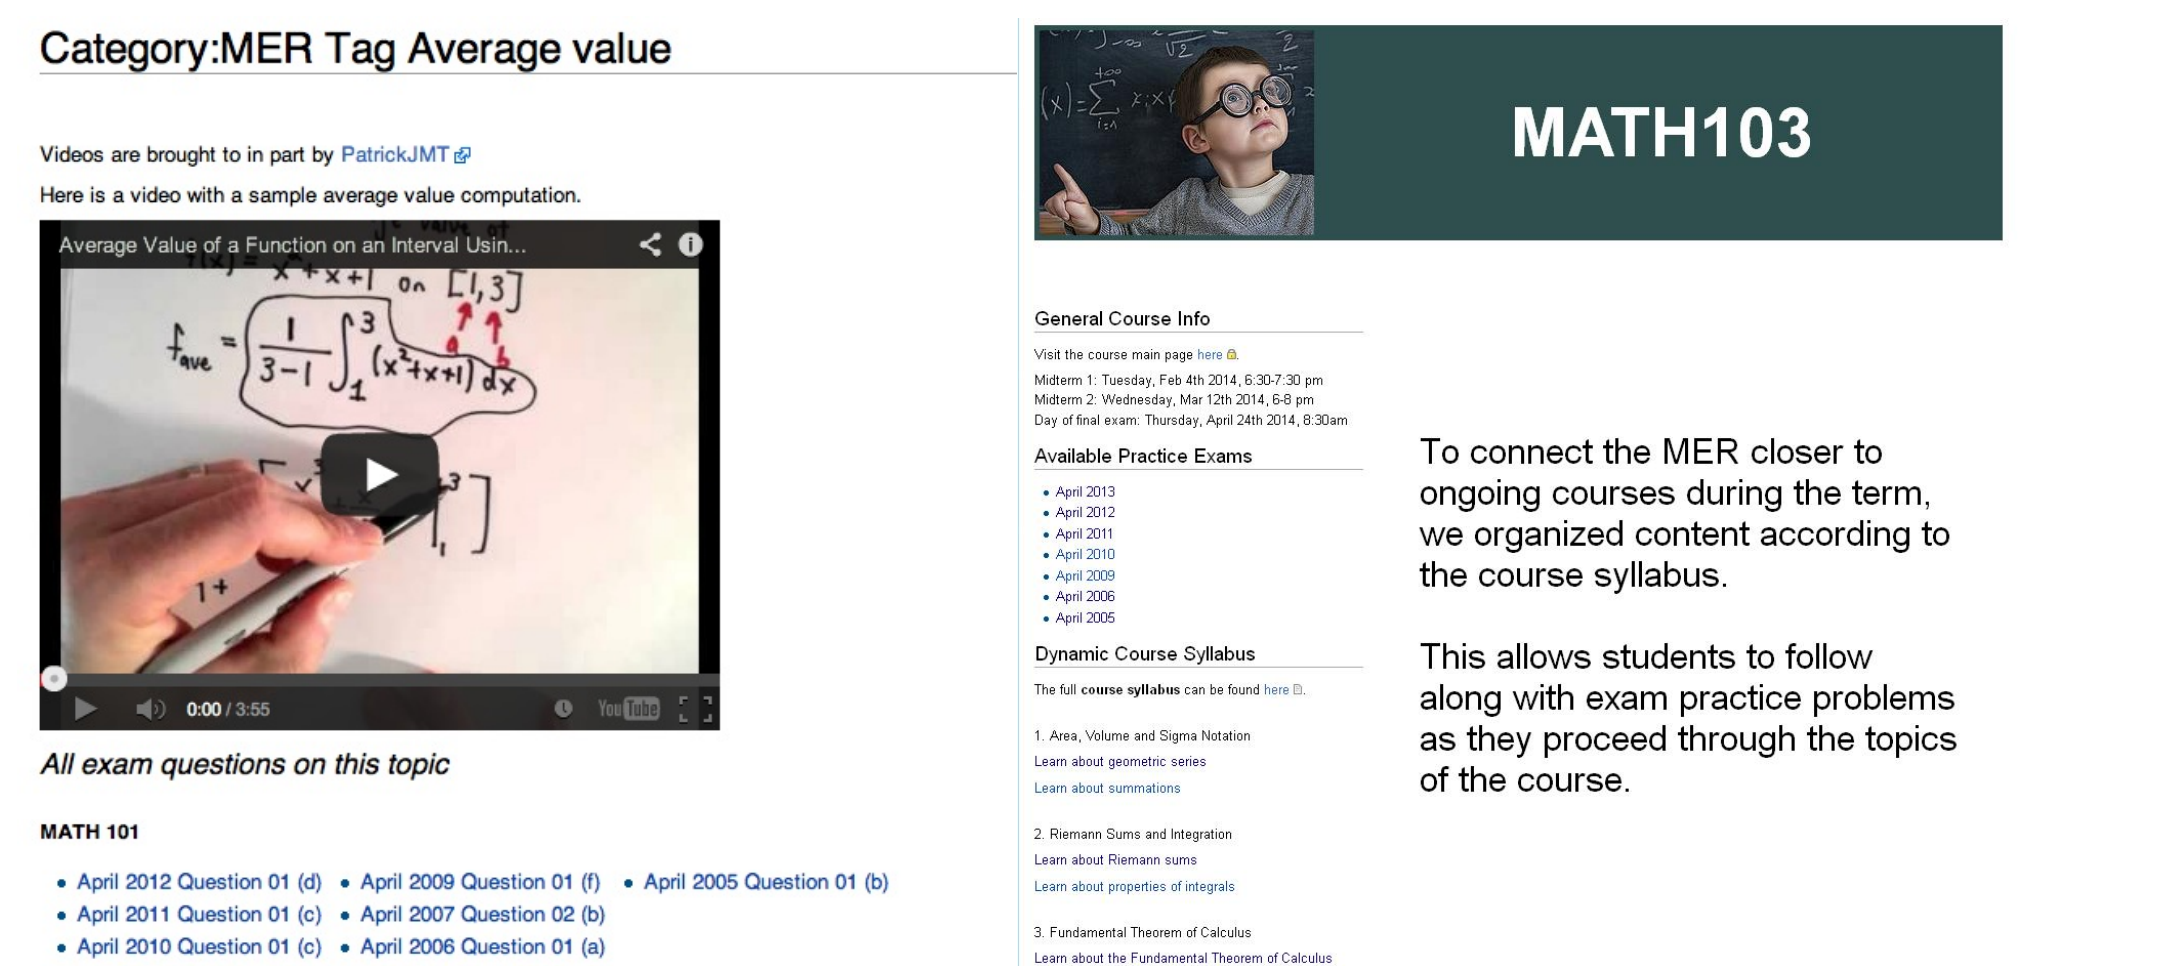 Category:MER Tag Average value
Videos are brought to in part by PatrickJMT
Here is a video with a sample average value computation.
Average Value of a Function on an Interval Usin...
x² + x + 1 on [1,3]
a b
f ave = 1/(3-1) ∫₁³ (x²+x+1) dx
1+
0:00 / 3:55
YouTube
All exam questions on this topic
MATH 101
• April 2012 Question 01 (d) • April 2009 Question 01 (f) • April 2005 Question 01 (b)
• April 2011 Question 01 (c) • April 2007 Question 02 (b)
• April 2010 Question 01 (c) • April 2006 Question 01 (a)
MATH103
General Course Info
Visit the course main page here.
Midterm 1: Tuesday, Feb 4th 2014, 6:30-7:30 pm
Midterm 2: Wednesday, Mar 12th 2014, 6-8 pm
Day of final exam: Thursday, April 24th 2014, 8:30am
Available Practice Exams
• April 2013
• April 2012
• April 2011
• April 2010
• April 2009
• April 2006
• April 2005
Dynamic Course Syllabus
The full course syllabus can be found here.
1. Area, Volume and Sigma Notation
Learn about geometric series
Learn about summations
2. Riemann Sums and Integration
Learn about Riemann sums
Learn about properties of integrals
3. Fundamental Theorem of Calculus
Learn about the Fundamental Theorem of Calculus
To connect the MER closer to
ongoing courses during the term,
we organized content according to
the course syllabus.
This allows students to follow
along with exam practice problems
as they proceed through the topics
of the course.